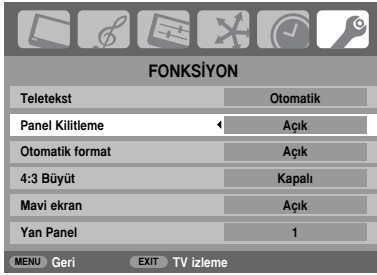 FONKSİYON
Teletekst Otomatik
Panel Kilitleme Açık
Otomatik format Açık
4:3 Büyüt Kapalı
Mavi ekran Açık
Yan Panel 1
MENU Geri EXIT TV izleme